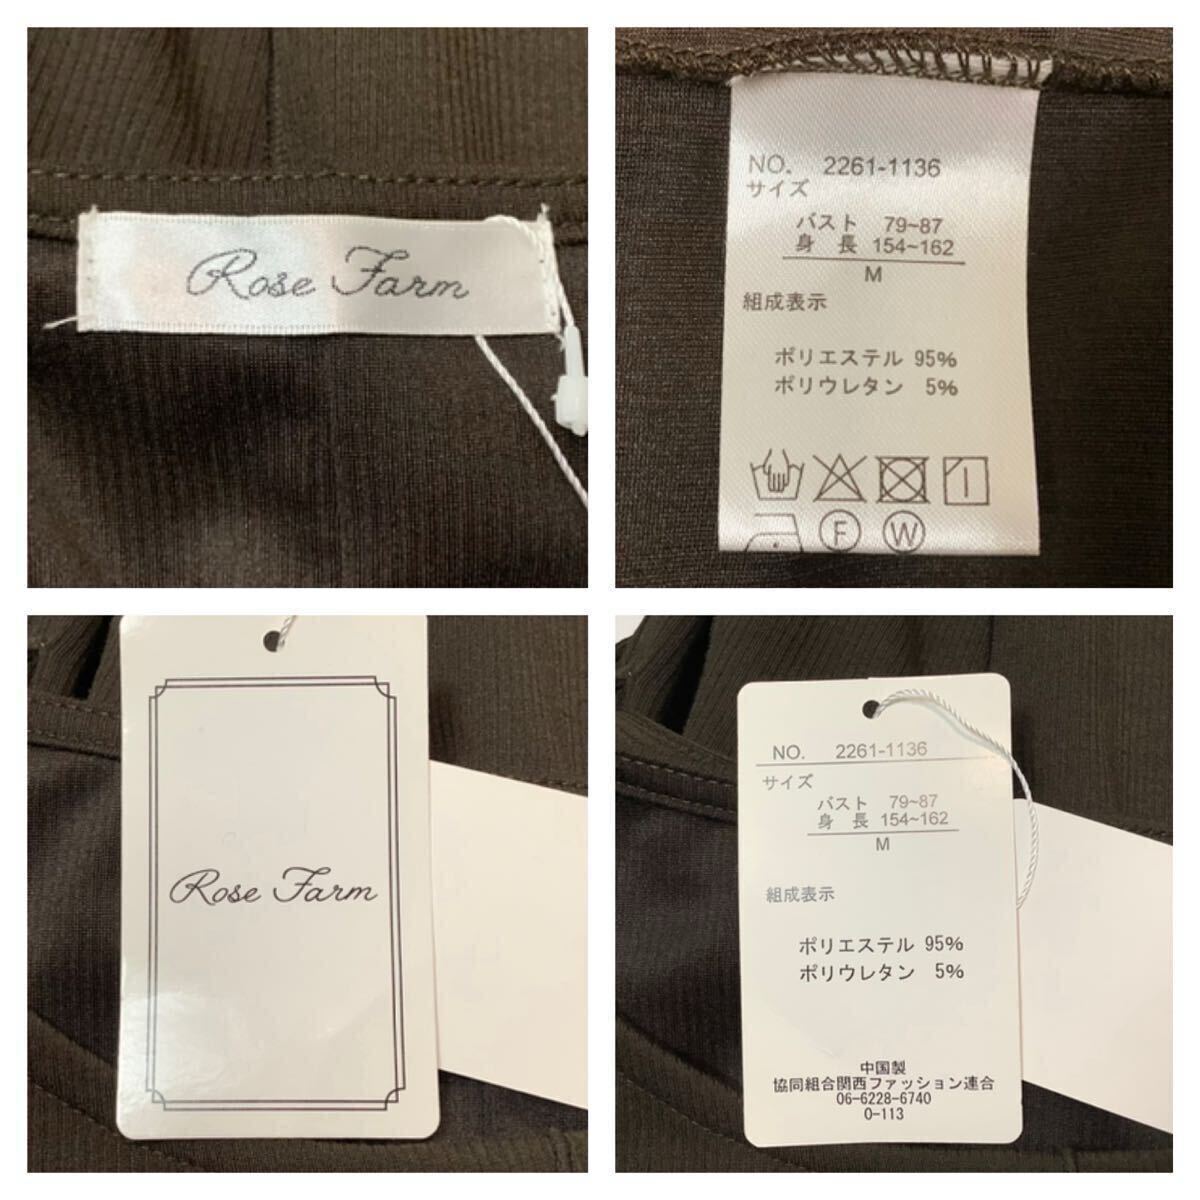 Rose Farm
NO. 2261-1136
サイズ
バスト 79~87
身 長 154~162
M
組成表示
ポリエステル 95%
ポリウレタン 5%
F W
Rose Farm
NO. 2261-1136
サイズ
バスト 79~87
身 長 154~162
M
組成表示
ポリエステル 95%
ポリウレタン 5%
中国製
協同組合関西ファッション連合
06-6228-6740
0-113